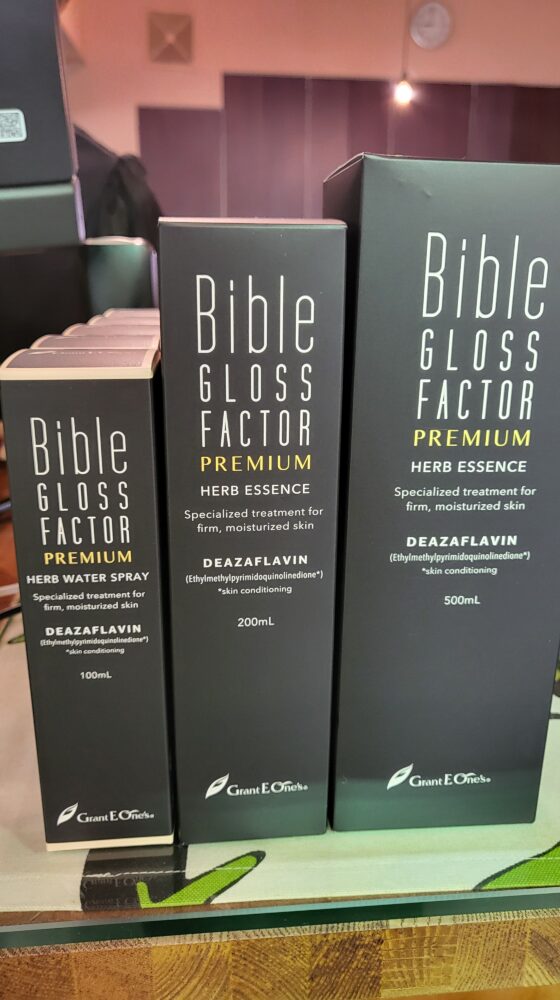 Bible
GLOSS
FACTOR
PREMIUM
HERB WATER SPRAY
Specialized treatment for
firm, moisturized skin
DEAZAFLAVIN
(Ethylmethylpyrimidoquinolinedione*)
*skin conditioning
100mL
Grant E One's®
Bible
GLOSS
FACTOR
PREMIUM
HERB ESSENCE
Specialized treatment for
firm, moisturized skin
DEAZAFLAVIN
(Ethylmethylpyrimidoquinolinedione*)
*skin conditioning
200mL
Grant E One's®
Bible
GLOSS
FACTOR
PREMIUM
HERB ESSENCE
Specialized treatment for
firm, moisturized skin
DEAZAFLAVIN
(Ethylmethylpyrimidoquinolinedione*)
*skin conditioning
500mL
Grant E One's®